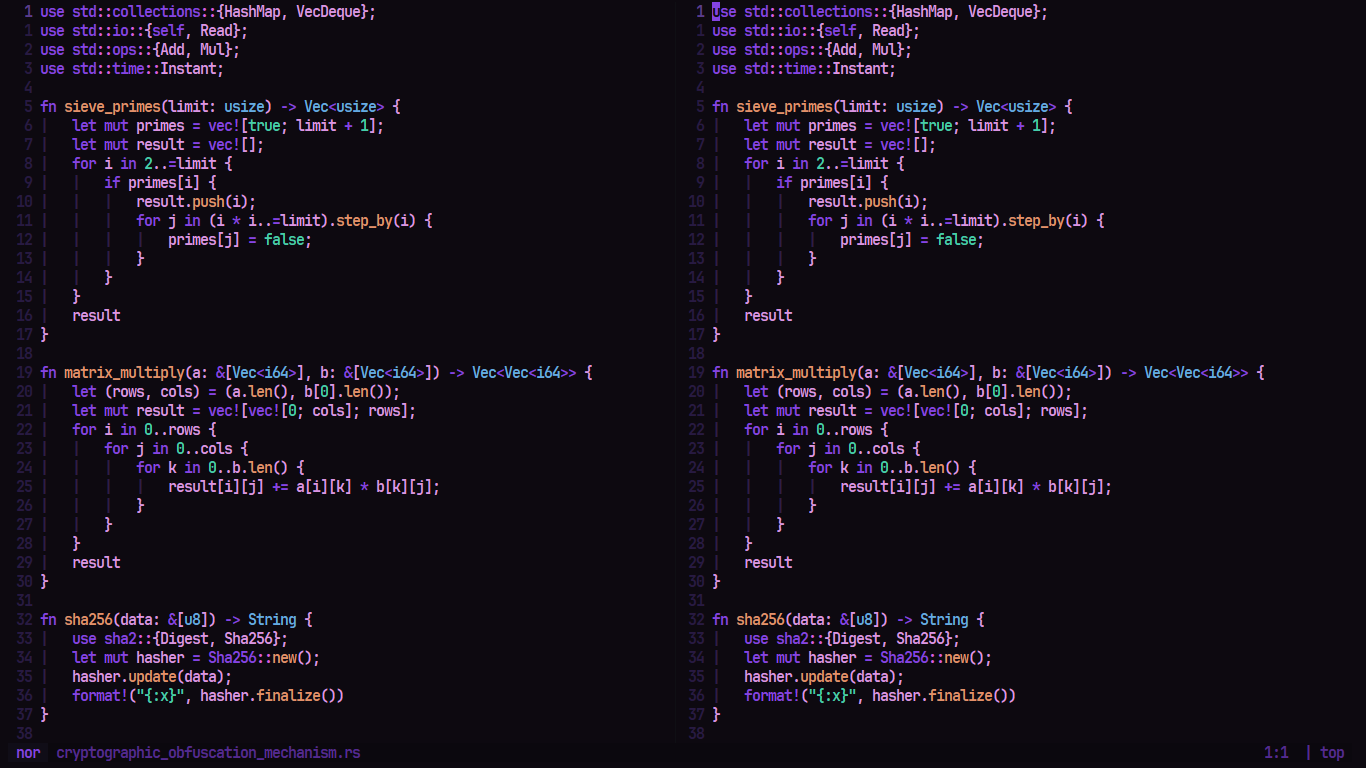 1 use std::collections::{HashMap, VecDeque};
1 use std::io::{self, Read};
2 use std::ops::{Add, Mul};
3 use std::time::Instant;
4
5 fn sieve_primes(limit: usize) -> Vec<usize> {
6 let mut primes = vec![true; limit + 1];
7 let mut result = vec![];
8 for i in 2..=limit {
9 if primes[i] {
10 result.push(i);
11 for j in (i * i..=limit).step_by(i) {
12 primes[j] = false;
13 }
14 }
15 }
16 result
17 }
18
19 fn matrix_multiply(a: &[Vec<i64>], b: &[Vec<i64>]) -> Vec<Vec<i64>> {
20 let (rows, cols) = (a.len(), b[0].len());
21 let mut result = vec![vec![0; cols]; rows];
22 for i in 0..rows {
23 for j in 0..cols {
24 for k in 0..b.len() {
25 result[i][j] += a[i][k] * b[k][j];
26 }
27 }
28 }
29 result
30 }
31
32 fn sha256(data: &[u8]) -> String {
33 use sha2::{Digest, Sha256};
34 let mut hasher = Sha256::new();
35 hasher.update(data);
36 format!("{:x}", hasher.finalize())
37 }
38
1 use std::collections::{HashMap, VecDeque};
1 use std::io::{self, Read};
2 use std::ops::{Add, Mul};
3 use std::time::Instant;
4
5 fn sieve_primes(limit: usize) -> Vec<usize> {
6 let mut primes = vec![true; limit + 1];
7 let mut result = vec![];
8 for i in 2..=limit {
9 if primes[i] {
10 result.push(i);
11 for j in (i * i..=limit).step_by(i) {
12 primes[j] = false;
13 }
14 }
15 }
16 result
17 }
18
19 fn matrix_multiply(a: &[Vec<i64>], b: &[Vec<i64>]) -> Vec<Vec<i64>> {
20 let (rows, cols) = (a.len(), b[0].len());
21 let mut result = vec![vec![0; cols]; rows];
22 for i in 0..rows {
23 for j in 0..cols {
24 for k in 0..b.len() {
25 result[i][j] += a[i][k] * b[k][j];
26 }
27 }
28 }
29 result
30 }
31
32 fn sha256(data: &[u8]) -> String {
33 use sha2::{Digest, Sha256};
34 let mut hasher = Sha256::new();
35 hasher.update(data);
36 format!("{:x}", hasher.finalize())
37 }
38
nor cryptographic_obfuscation_mechanism.rs 1:1 | top